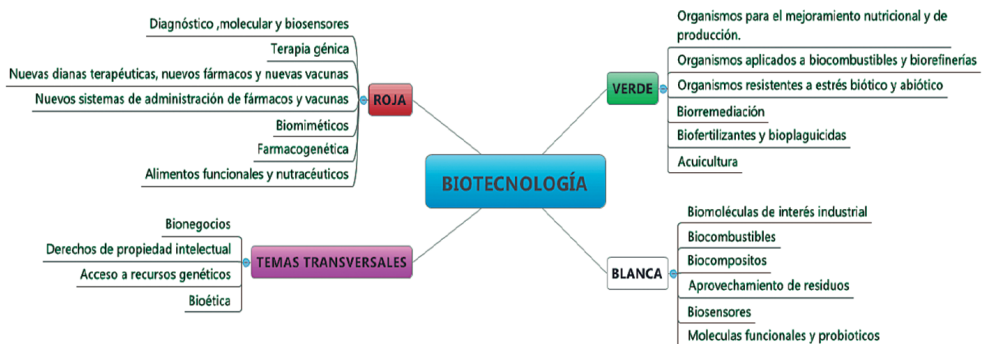 Diagnóstico ,molecular y biosensores
Terapia génica
Nuevas dianas terapéuticas, nuevos fármacos y nuevas vacunas
Nuevos sistemas de administración de fármacos y vacunas
Biomiméticos
Farmacogenética
Alimentos funcionales y nutracéuticos
ROJA
Organismos para el mejoramiento nutricional y de
producción.
Organismos aplicados a biocombustibles y biorefinerías
Organismos resistentes a estrés biótico y abiótico
Biorremediación
Biofertilizantes y bioplaguicidas
Acuicultura
VERDE
BIOTECNOLOGÍA
Bionegocios
Derechos de propiedad intelectual
Acceso a recursos genéticos
Bioética
TEMAS TRANSVERSALES
BLANCA
Biomoléculas de interés industrial
Biocombustibles
Biocompositos
Aprovechamiento de residuos
Biosensores
Moleculas funcionales y probioticos